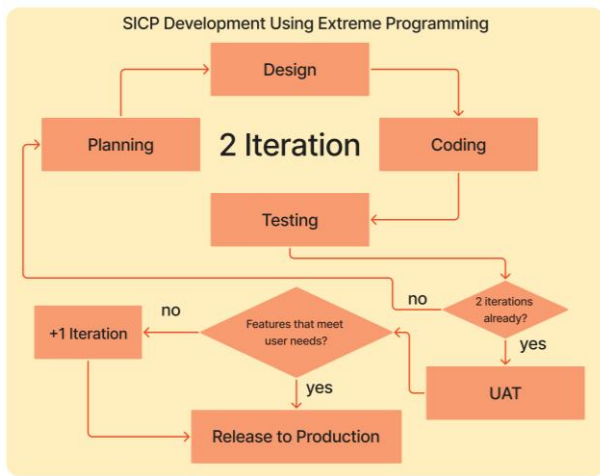 SICP Development Using Extreme Programming
Design
Planning
2 Iteration
Coding
Testing
2 iterations
already?
no
yes
UAT
Features that meet
user needs?
no
+1 Iteration
yes
Release to Production